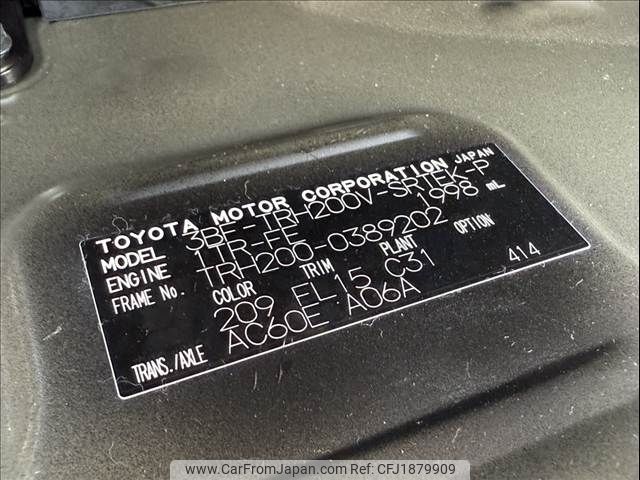 TOYOTA MOTOR CORPORATION JAPAN
MODEL 3BF-TRH200V-SRTEK-P
ENGINE 1TR-FE 1998 mL
FRAME No. TRH200-0389202
COLOR TRIM PLANT OPTION
209 FL15 C31 414
TRANS./AXLE AC60E A06A
www.CarFromJapan.com Ref: CFJ1879909